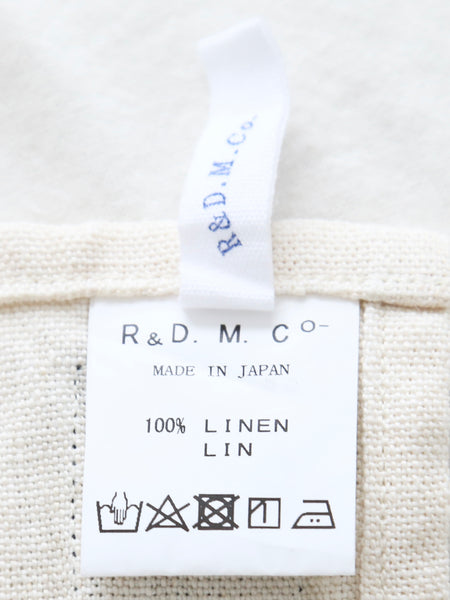 R&D.M.Co-
R&D.M.Co-
MADE IN JAPAN
100% LINEN
LIN